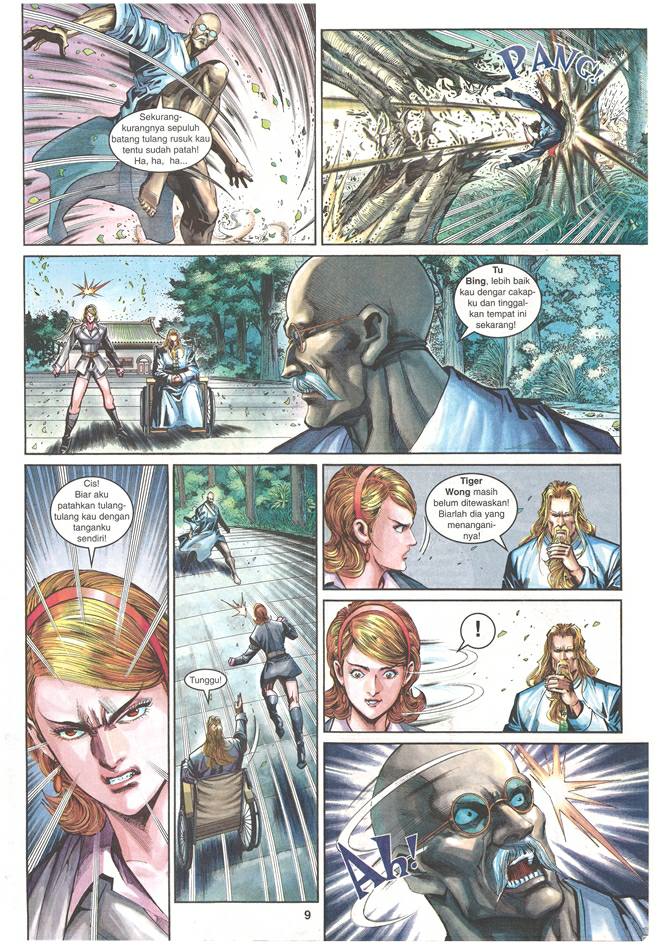 Sekurang-
kurangnya sepuluh
batang tulang rusuk kau
tentu sudah patah!
Ha, ha, ha...
PANG!
Tu
Bing, lebih baik
kau dengar cakap-
ku dan tinggal-
kan tempat ini
sekarang!
Cis!
Biar aku
patahkan tulang-
tulang kau dengan
tanganku
sendiri!
Tunggu!
Tiger
Wong masih
belum ditewaskan!
Biarlah dia yang
menangani-
nya!
!
Ah!
9